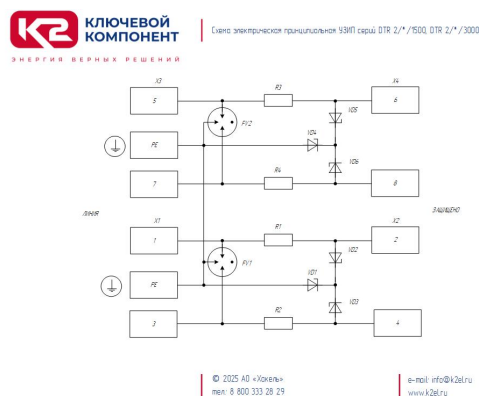 К2 КЛЮЧЕВОЙ КОМПОНЕНТ
ЭНЕРГИЯ ВЕРНЫХ РЕШЕНИЙ
Схема электрическая принципиальная УЗИП серий DTR 2/*/1500, DTR 2/*/3000
X3
R3
X4
5
6
VD5
FV2
VD4
PE
VD6
7
R4
8
ЛИНИЯ
ЗАЩИЩЕНО
X1
R1
X2
1
2
VD2
FV1
VD1
PE
VD3
R2
3
4
© 2025 АО «Хакель»
тел: 8 800 333 28 29
e-mail: info@k2el.ru
www.k2el.ru